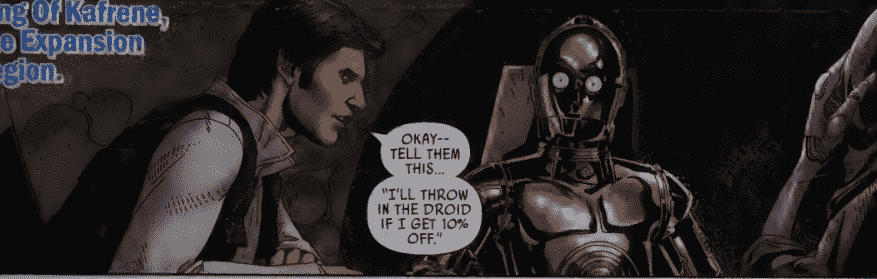 ng Of Kafrene,
e Expansion
egion.
OKAY--
TELL THEM
THIS...
"I'LL THROW
IN THE DROID
IF I GET 10%
OFF."